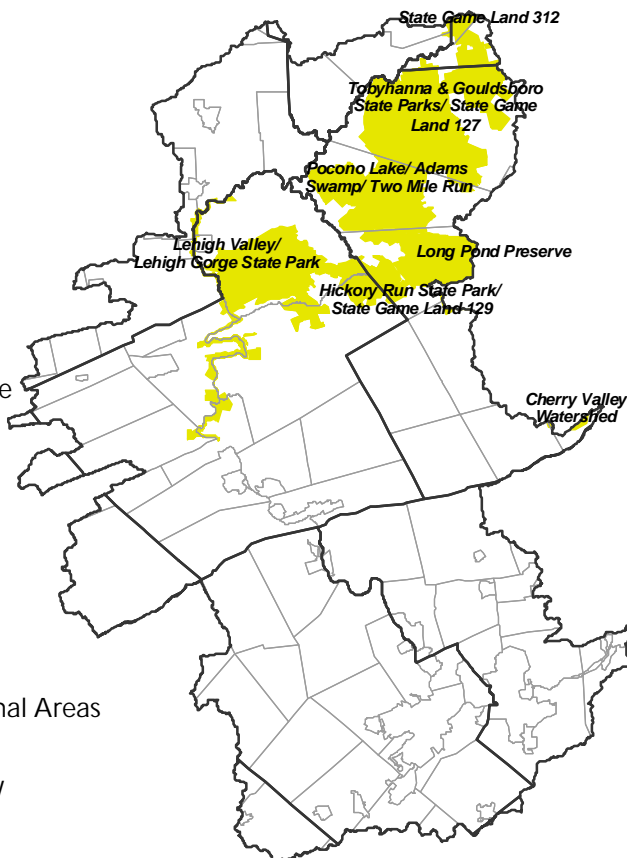 State Game Land 312
Tobyhanna & Gouldsboro
State Parks/ State Game
Land 127
Pocono Lake/ Adams
Swamp/ Two Mile Run
Lehigh Valley/
Lehigh Gorge State Park
Long Pond Preserve
Hickory Run State Park/
State Game Land 129
e
Cherry Valley
Watershed
nal Areas